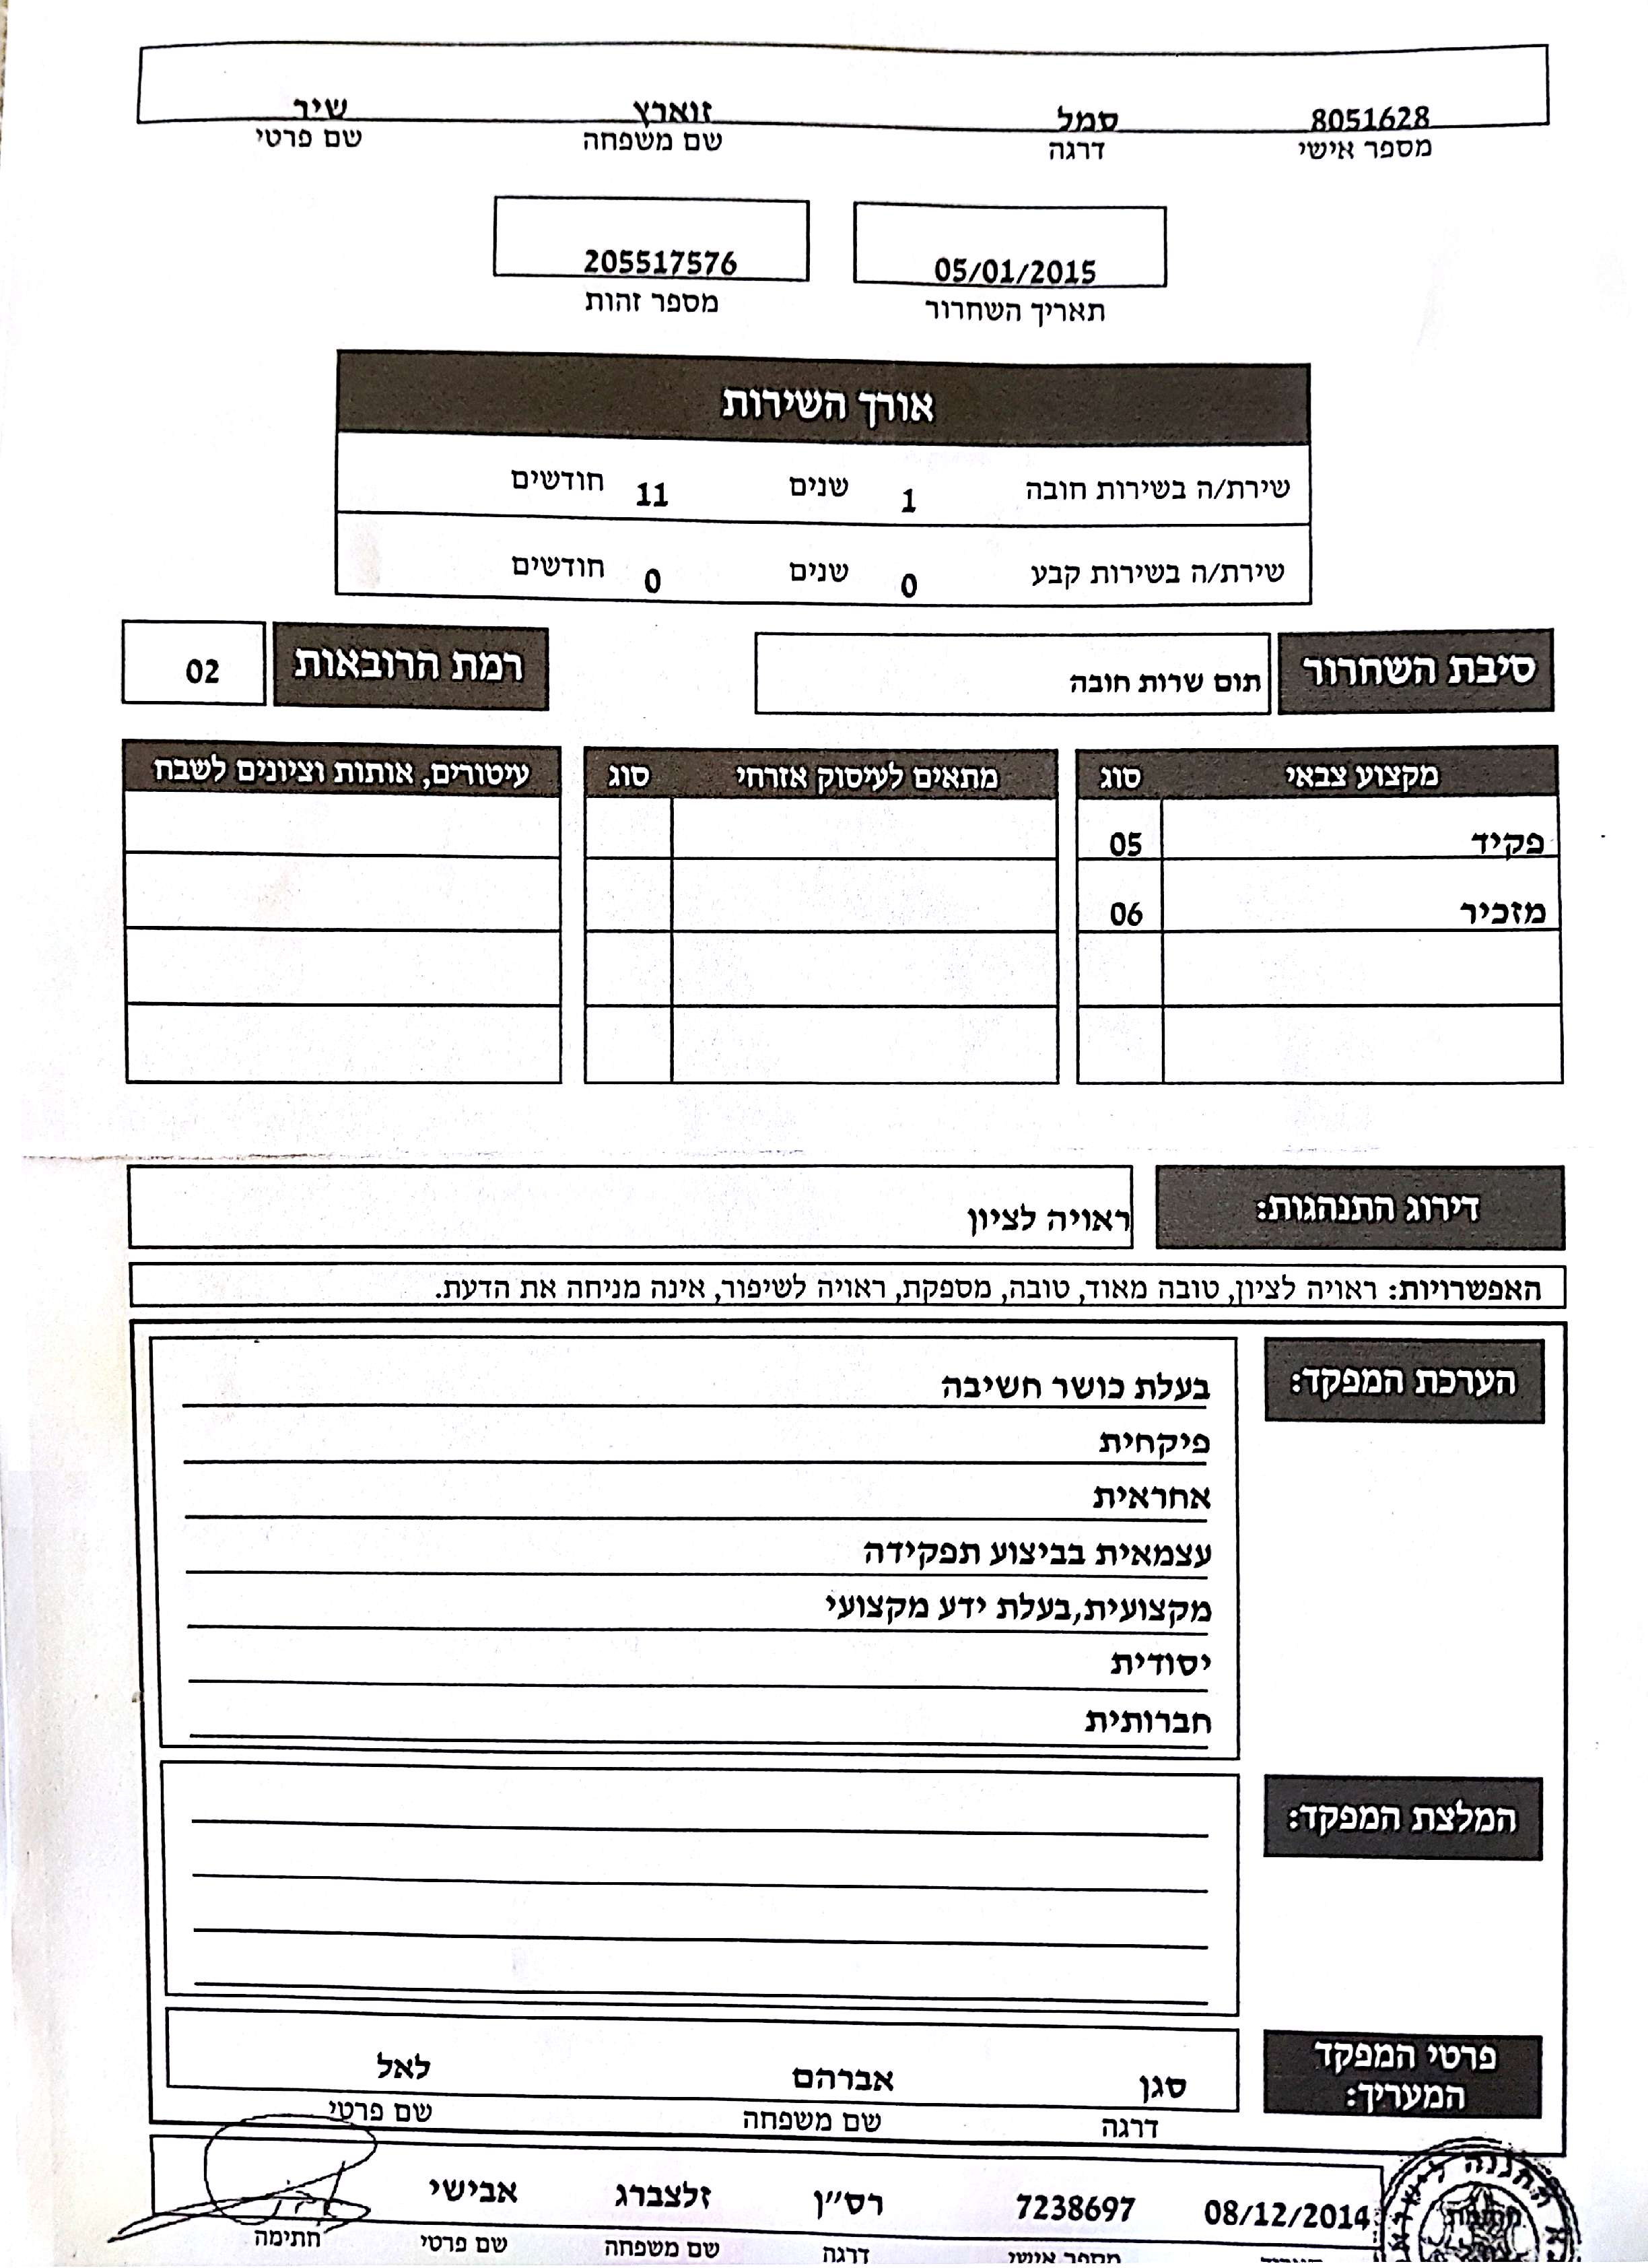 8051628 סמל זוארץ שיר
מספר אישי דרגה שם משפחה שם פרטי
05/01/2015 205517576
תאריך השחרור מספר זהות
אורך השירות
שירת/ה בשירות חובה 1 שנים 11 חודשים
שירת/ה בשירות קבע 0 שנים 0 חודשים
סיבת השחרור תום שרות חובה רמת הרובאות 02
מקצוע צבאי סוג מתאים לעיסוק אזרחי סוג עיטורים, אותות וציונים לשבח
פקיד 05
מזכיר 06
דירוג התנהגות: ראויה לציון
האפשרויות: ראויה לציון, טובה מאוד, טובה, מספקת, ראויה לשיפור, אינה מניחה את הדעת.
הערכת המפקד: בעלת כושר חשיבה
פיקחית
אחראית
עצמאית בביצוע תפקידה
מקצועית,בעלת ידע מקצועי
יסודית
חברותית
המלצת המפקד:
פרטי המפקד
המעריך:
סגן אברהם לאל
דרגה שם משפחה שם פרטי
08/12/2014 7238697 רס״ן זלצברג אבישי
מספר אישי דרגה שם משפחה שם פרטי חתימה